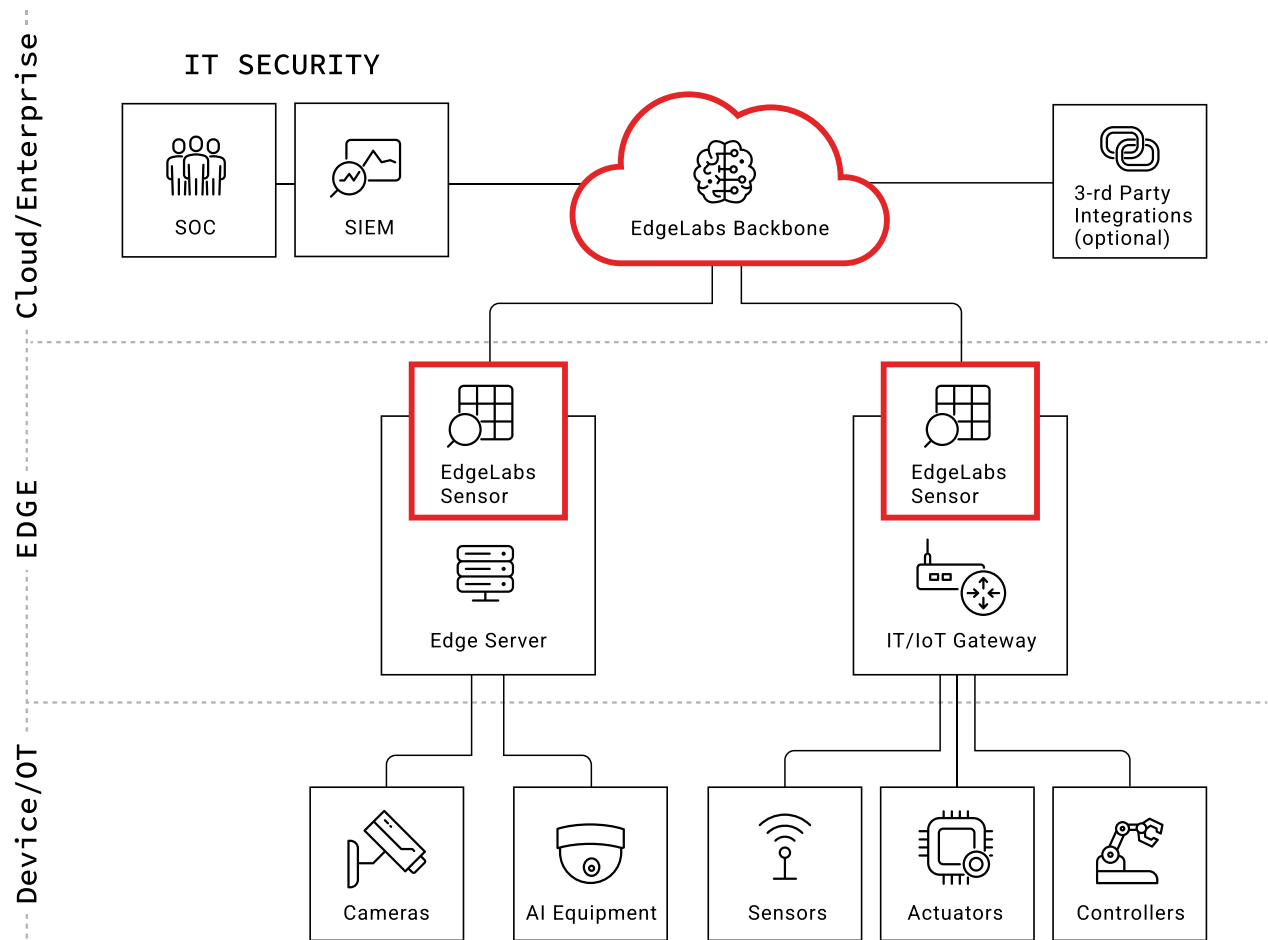 Cloud/Enterprise
IT SECURITY
SOC
SIEM
EdgeLabs Backbone
3-rd Party
Integrations
(optional)
EDGE
EdgeLabs
Sensor
Edge Server
EdgeLabs
Sensor
IT/IoT Gateway
Device/OT
Cameras
AI Equipment
Sensors
Actuators
Controllers